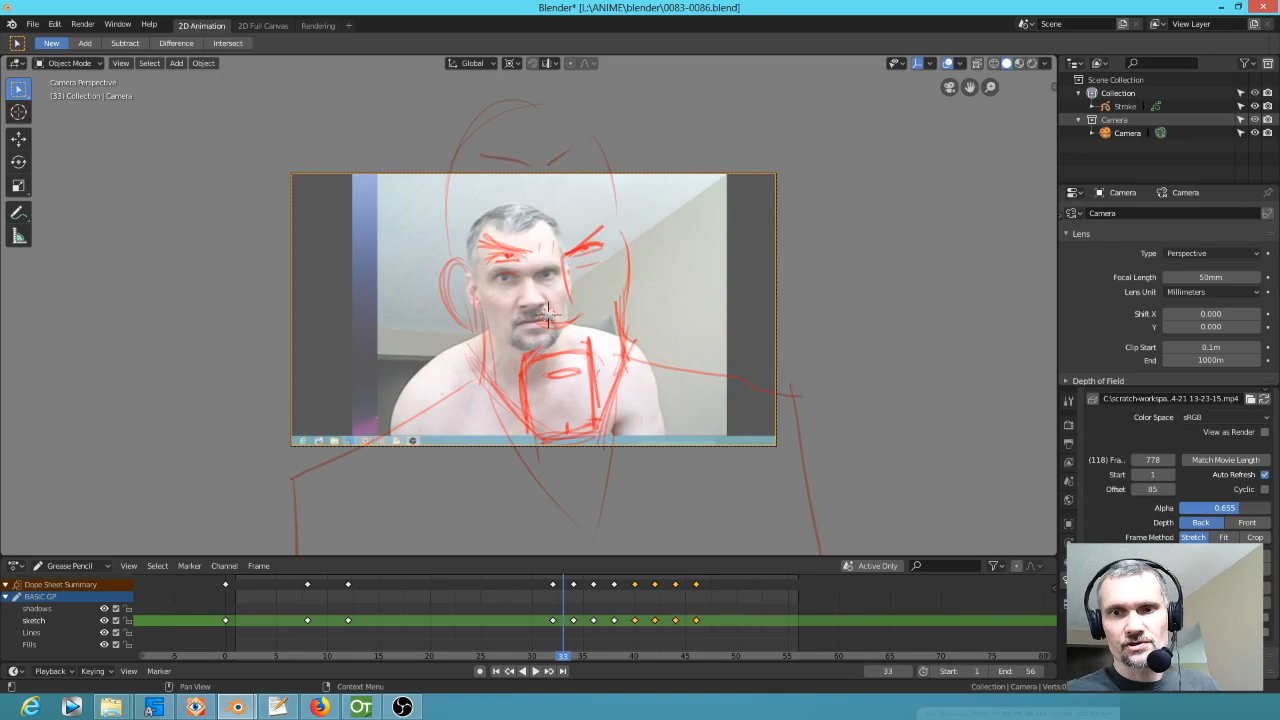 Blender* [L:\ANIME\blender\0083-0086.blend]
File Edit Render Window Help 2D Animation 2D Full Canvas Rendering + Scene View Layer
New Add Subtract Difference Intersect
Object Mode View Select Add Object Global
Camera Perspective
(33) Collection | Camera
Scene Collection
Collection
Stroke
Camera
Camera
Camera Camera
Camera
Lens
Type Perspective
Focal Length 50mm
Lens Unit Millimeters
Shift X 0.000
Y 0.000
Clip Start 0.1m
End 1000m
Depth of Field
C:\scratch-workspa...4-21 13-23-15.mp4
Color Space sRGB
View as Render
(118) Fra.. 778 Match Movie Length
Start 1 Auto Refresh
Offset 85 Cyclic
Alpha 0.655
Depth Back Front
Frame Method Stretch Fit Crop
Grease Pencil View Select Marker Channel Frame Active Only
Dope Sheet Summary
BASIC GP
shadows
sketch
Lines
Fills
-5 0 5 10 15 20 25 30 33 35 40 45 50 55 60 65 70 75 80
Playback Keying View Marker 33 Start: 1 End: 56
Pan View Context Menu Collection | Camera | Verts:0